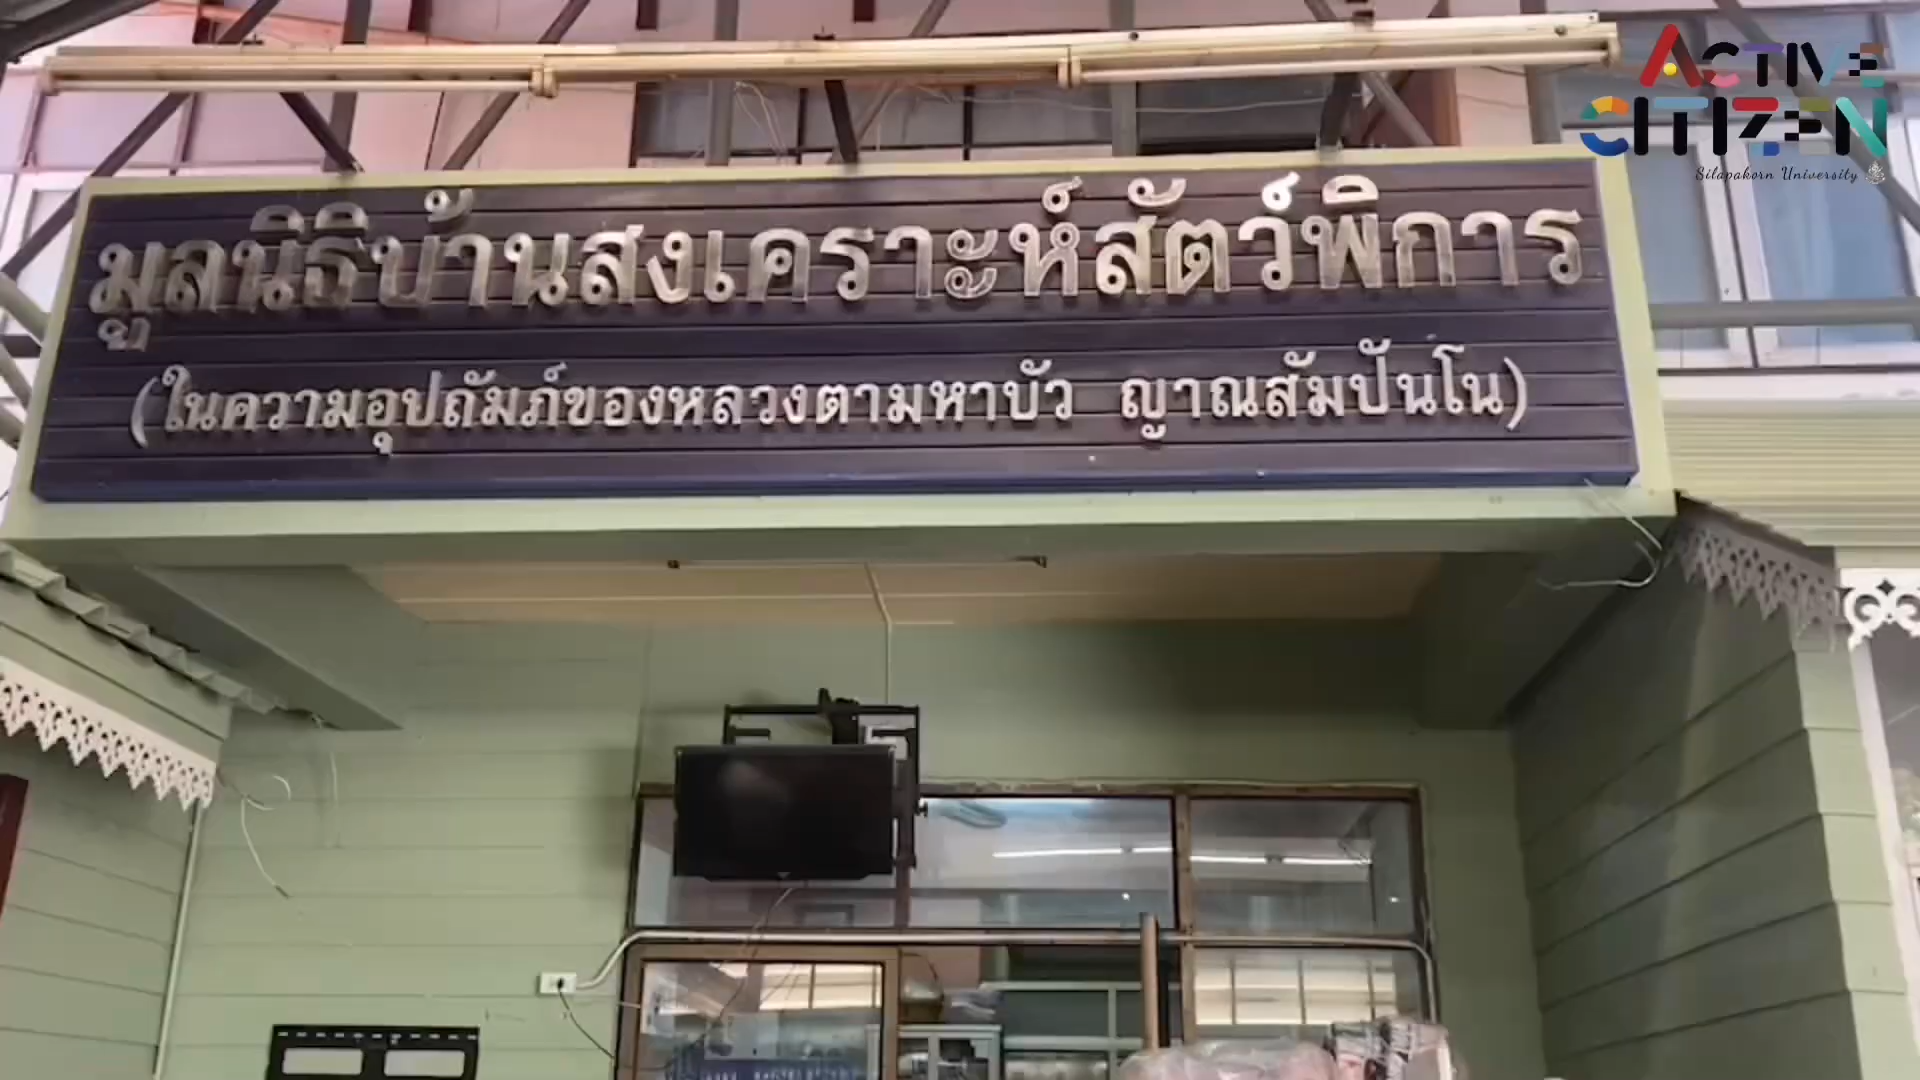 ACTIVE
CITIZEN
Silapakorn University
มูลนิธิบ้านสงเคราะห์สัตว์พิการ
(ในความอุปถัมภ์ของหลวงตามหาบัว ญาณสัมปันโน)